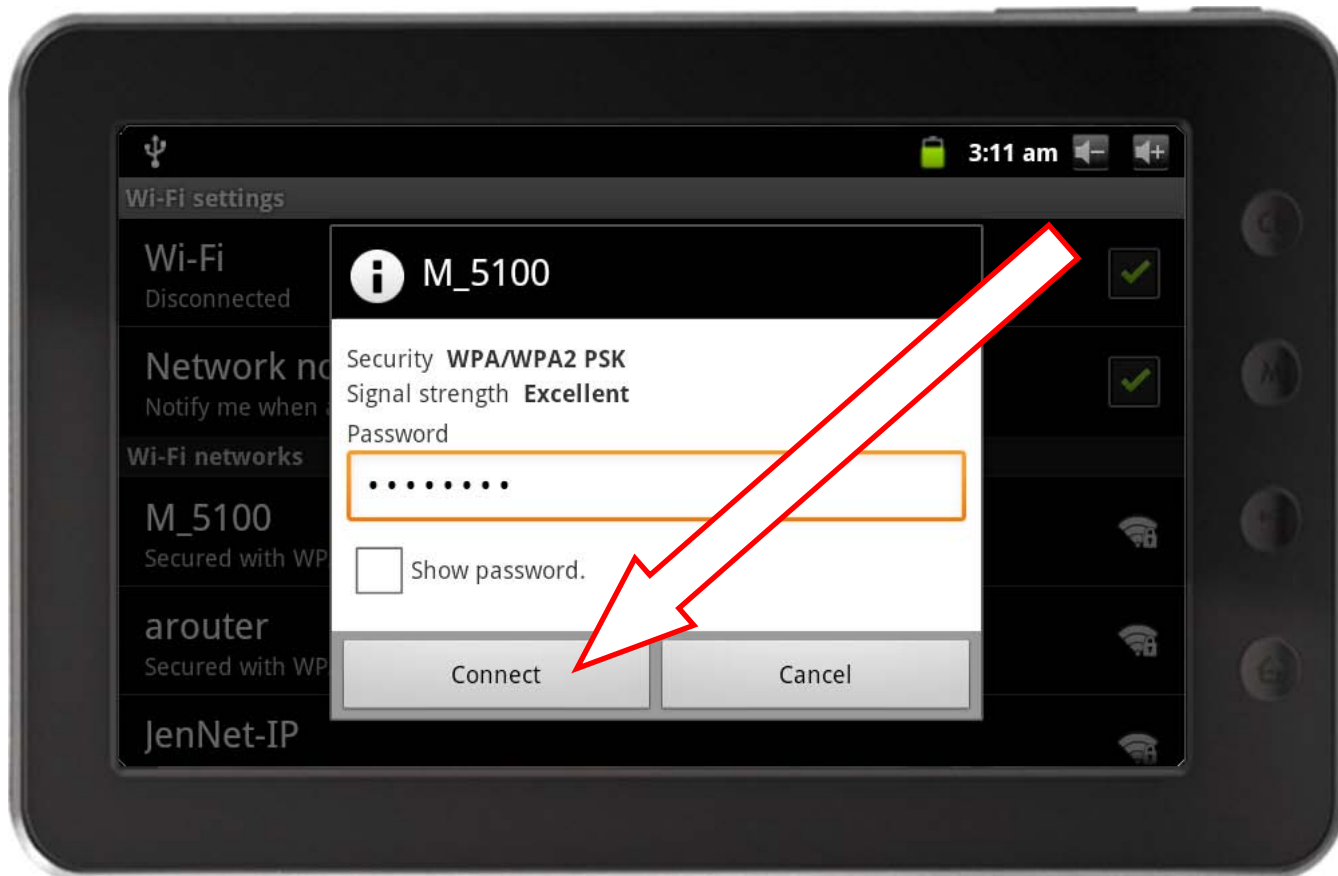 3:11 am
Wi-Fi settings
Wi-Fi
Disconnected
Network no
Notify me when
Wi-Fi networks
M_5100
Secured with WP
arouter
Secured with WP
JenNet-IP
M_5100
Security WPA/WPA2 PSK
Signal strength Excellent
Password
••••••••
Show password.
Connect
Cancel
M